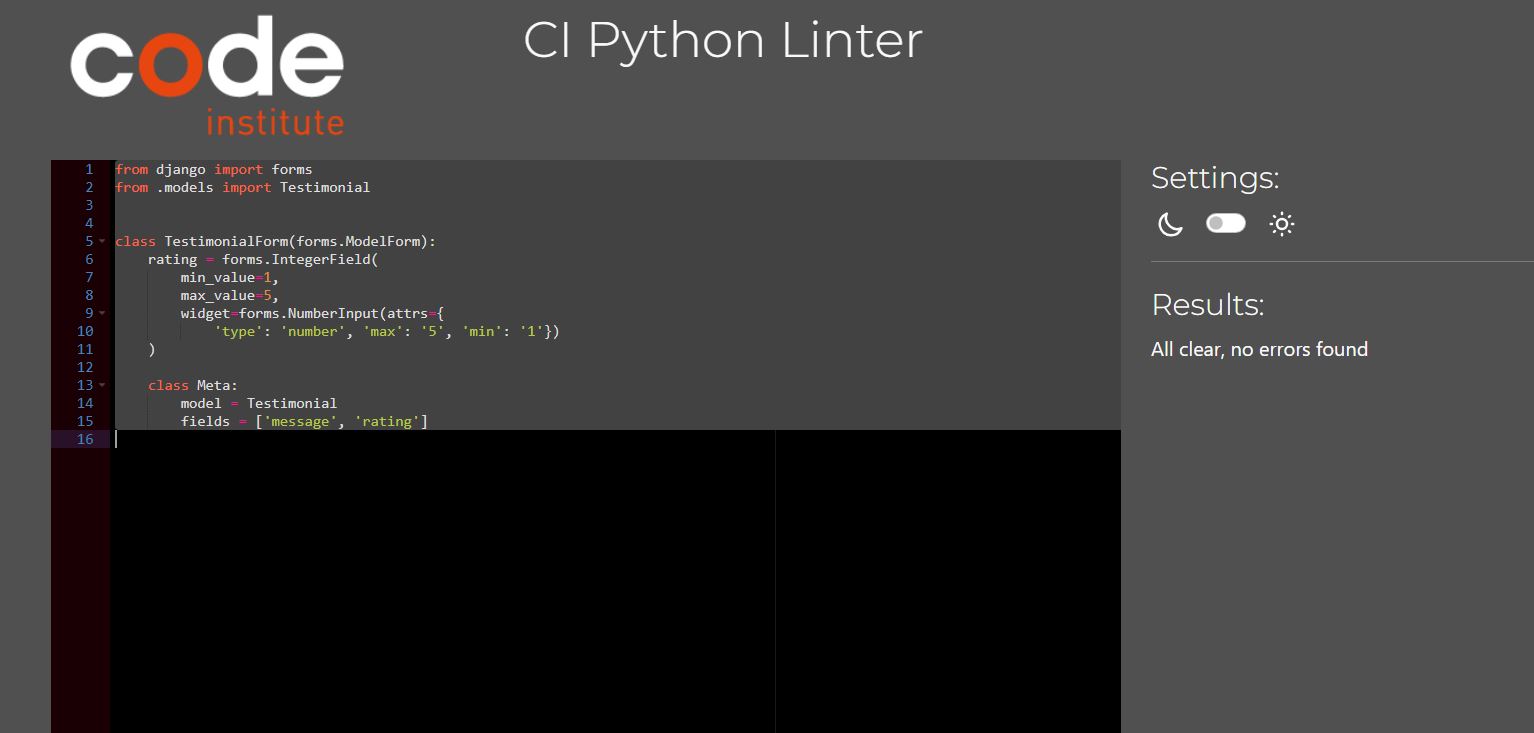 code
institute
CI Python Linter
1 from django import forms
2 from .models import Testimonial
3
4
5 class TestimonialForm(forms.ModelForm):
6     rating = forms.IntegerField(
7         min_value=1,
8         max_value=5,
9         widget=forms.NumberInput(attrs={
10             'type': 'number', 'max': '5', 'min': '1'})
11     )
12
13     class Meta:
14         model = Testimonial
15         fields = ['message', 'rating']
16
Settings:
Results:
All clear, no errors found